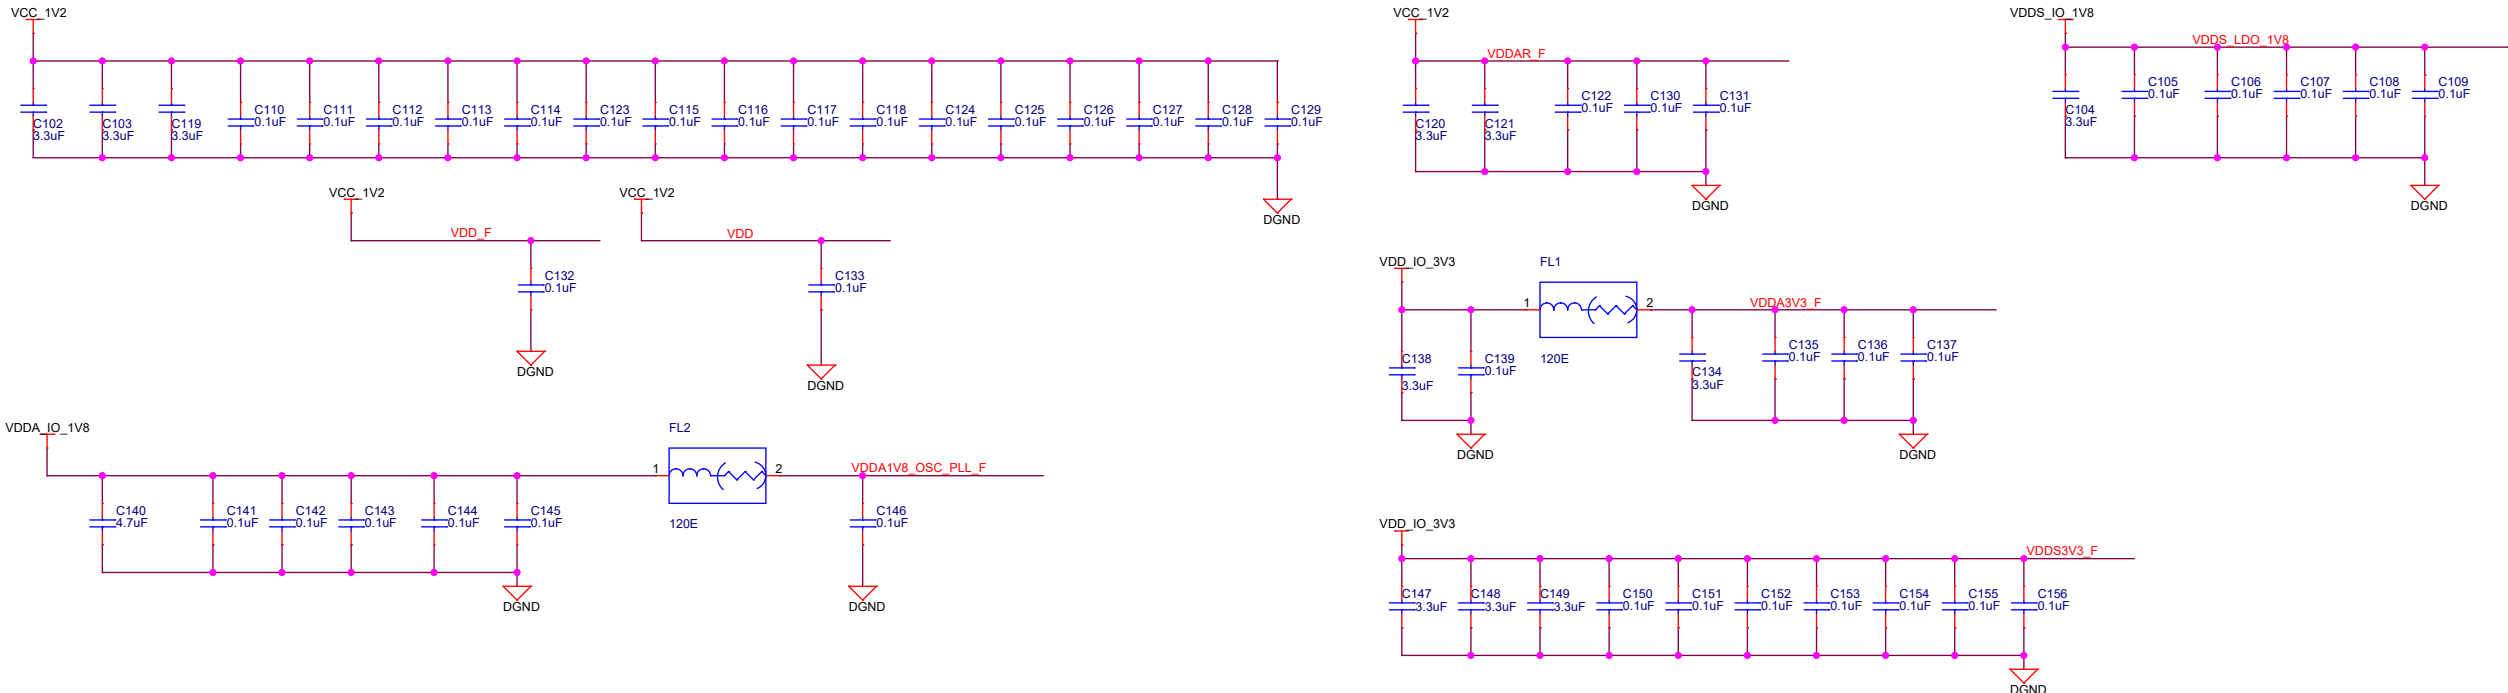 VCC_1V2
C102
3.3uF
C103
3.3uF
C119
3.3uF
C110
0.1uF
C111
0.1uF
C112
0.1uF
C113
0.1uF
C114
0.1uF
C123
0.1uF
C115
0.1uF
C116
0.1uF
C117
0.1uF
C118
0.1uF
C124
0.1uF
C125
0.1uF
C126
0.1uF
C127
0.1uF
C128
0.1uF
C129
0.1uF
DGND
VCC_1V2
VDDAR_F
C120
3.3uF
C121
3.3uF
C122
0.1uF
C130
0.1uF
C131
0.1uF
DGND
VDDS_IO_1V8
VDDS_LDO_1V8
C104
3.3uF
C105
0.1uF
C106
0.1uF
C107
0.1uF
C108
0.1uF
C109
0.1uF
DGND
VCC_1V2
VDD_F
C132
0.1uF
DGND
VCC_1V2
VDD
C133
0.1uF
DGND
VDD_IO_3V3
FL1
1
2
120E
VDDA3V3_F
C138
3.3uF
C139
0.1uF
DGND
C134
3.3uF
C135
0.1uF
C136
0.1uF
C137
0.1uF
DGND
VDDA_IO_1V8
FL2
1
2
120E
VDDA1V8_OSC_PLL_F
C140
4.7uF
C141
0.1uF
C142
0.1uF
C143
0.1uF
C144
0.1uF
C145
0.1uF
DGND
C146
0.1uF
DGND
VDD_IO_3V3
VDDS3V3_F
C147
3.3uF
C148
3.3uF
C149
3.3uF
C150
0.1uF
C151
0.1uF
C152
0.1uF
C153
0.1uF
C154
0.1uF
C155
0.1uF
C156
0.1uF
DGND